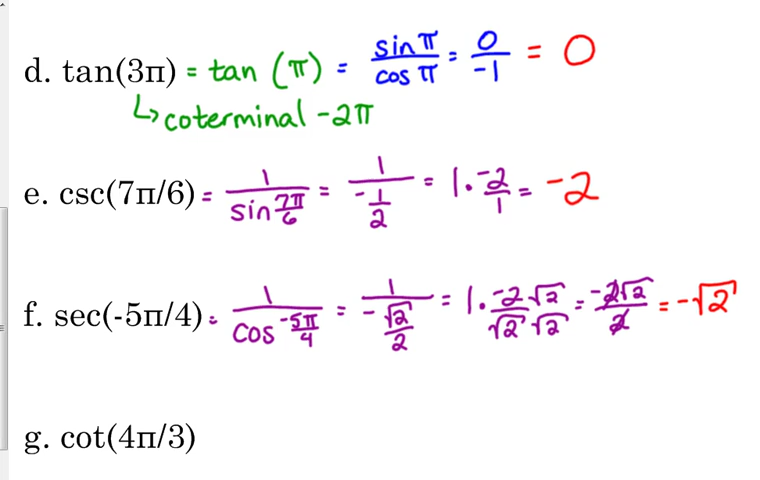 d. tan(3π) = tan (π) = sin π / cos π = 0 / -1 = 0
↳ coterminal -2π
e. csc(7π/6) = 1 / sin 7π/6 = 1 / -1/2 = 1 · -2/1 = -2
f. sec(-5π/4) = 1 / cos -5π/4 = 1 / -√2/2 = 1 · -2 √2 / √2 √2 = -2√2 / 2 = -√2
g. cot(4π/3)